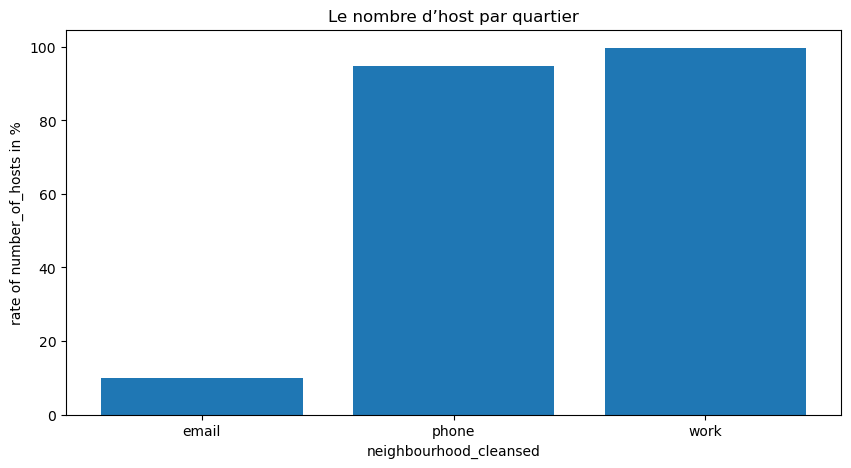 Le nombre d’host par quartier
rate of number_of_hosts in %
100
80
60
40
20
0
email phone work
neighbourhood_cleansed